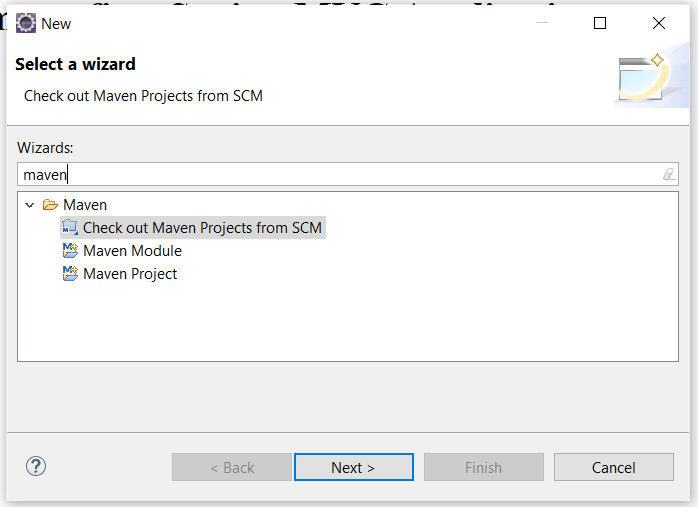 New
Select a wizard
Check out Maven Projects from SCM
Wizards:
maven
Maven
Check out Maven Projects from SCM
Maven Module
Maven Project
< Back
Next >
Finish
Cancel